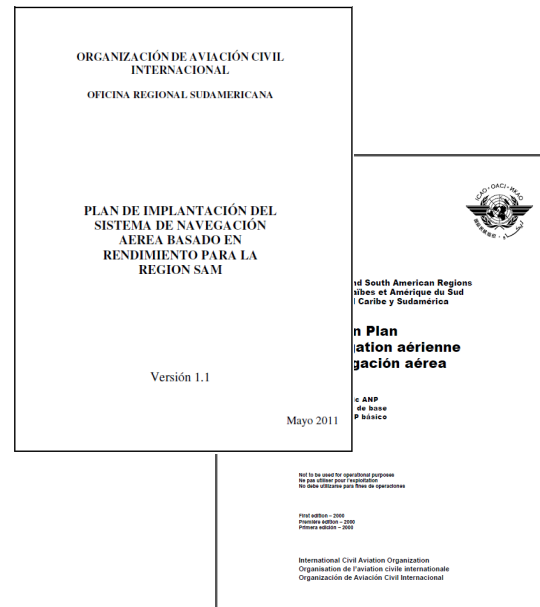 ORGANIZACIÓN DE AVIACIÓN CIVIL
INTERNACIONAL
OFICINA REGIONAL SUDAMERICANA
PLAN DE IMPLANTACIÓN DEL
SISTEMA DE NAVEGACIÓN
AEREA BASADO EN
RENDIMIENTO PARA LA
REGION SAM
Versión 1.1
Mayo 2011
ICAO · OACI · ИКАО
nd South American Regions
aïbes et Amérique du Sud
l Caribe y Sudamérica
n Plan
gation aérienne
gación aérea
c ANP
de base
P básico
Not to be used for operational purposes
Ne pas utiliser pour l'exploitation
No debe utilizarse para fines de operaciones
First edition – 2000
Première édition – 2000
Primera edición – 2000
International Civil Aviation Organization
Organisation de l'aviation civile internationale
Organización de Aviación Civil Internacional